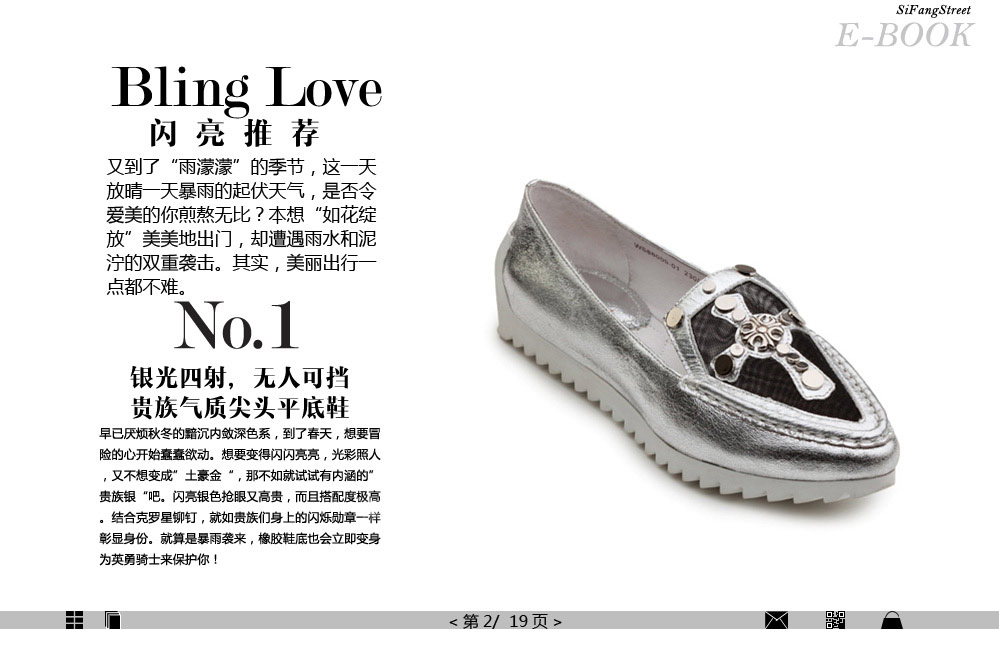 SiFangStreet
E-BOOK
Bling Love
闪亮推荐
又到了“雨濛濛”的季节，这一天
放晴一天暴雨的起伏天气，是否令
爱美的你煎熬无比？本想“如花绽
放”美美地出门，却遭遇雨水和泥
泞的双重袭击。其实，美丽出行一
点都不难。
No.1
银光四射，无人可挡
贵族气质尖头平底鞋
早已厌烦秋冬的黯沉内敛深色系，到了春天，想要冒
险的心开始蠢蠢欲动。想要变得闪闪亮亮，光彩照人
，又不想变成”土豪金“，那不如就试试有内涵的”
贵族银“吧。闪亮银色抢眼又高贵，而且搭配度极高
。结合克罗星铆钉，就如贵族们身上的闪烁勋章一样
彰显身份。就算是暴雨袭来，橡胶鞋底也会立即变身
为英勇骑士来保护你！
<第2/ 19页>